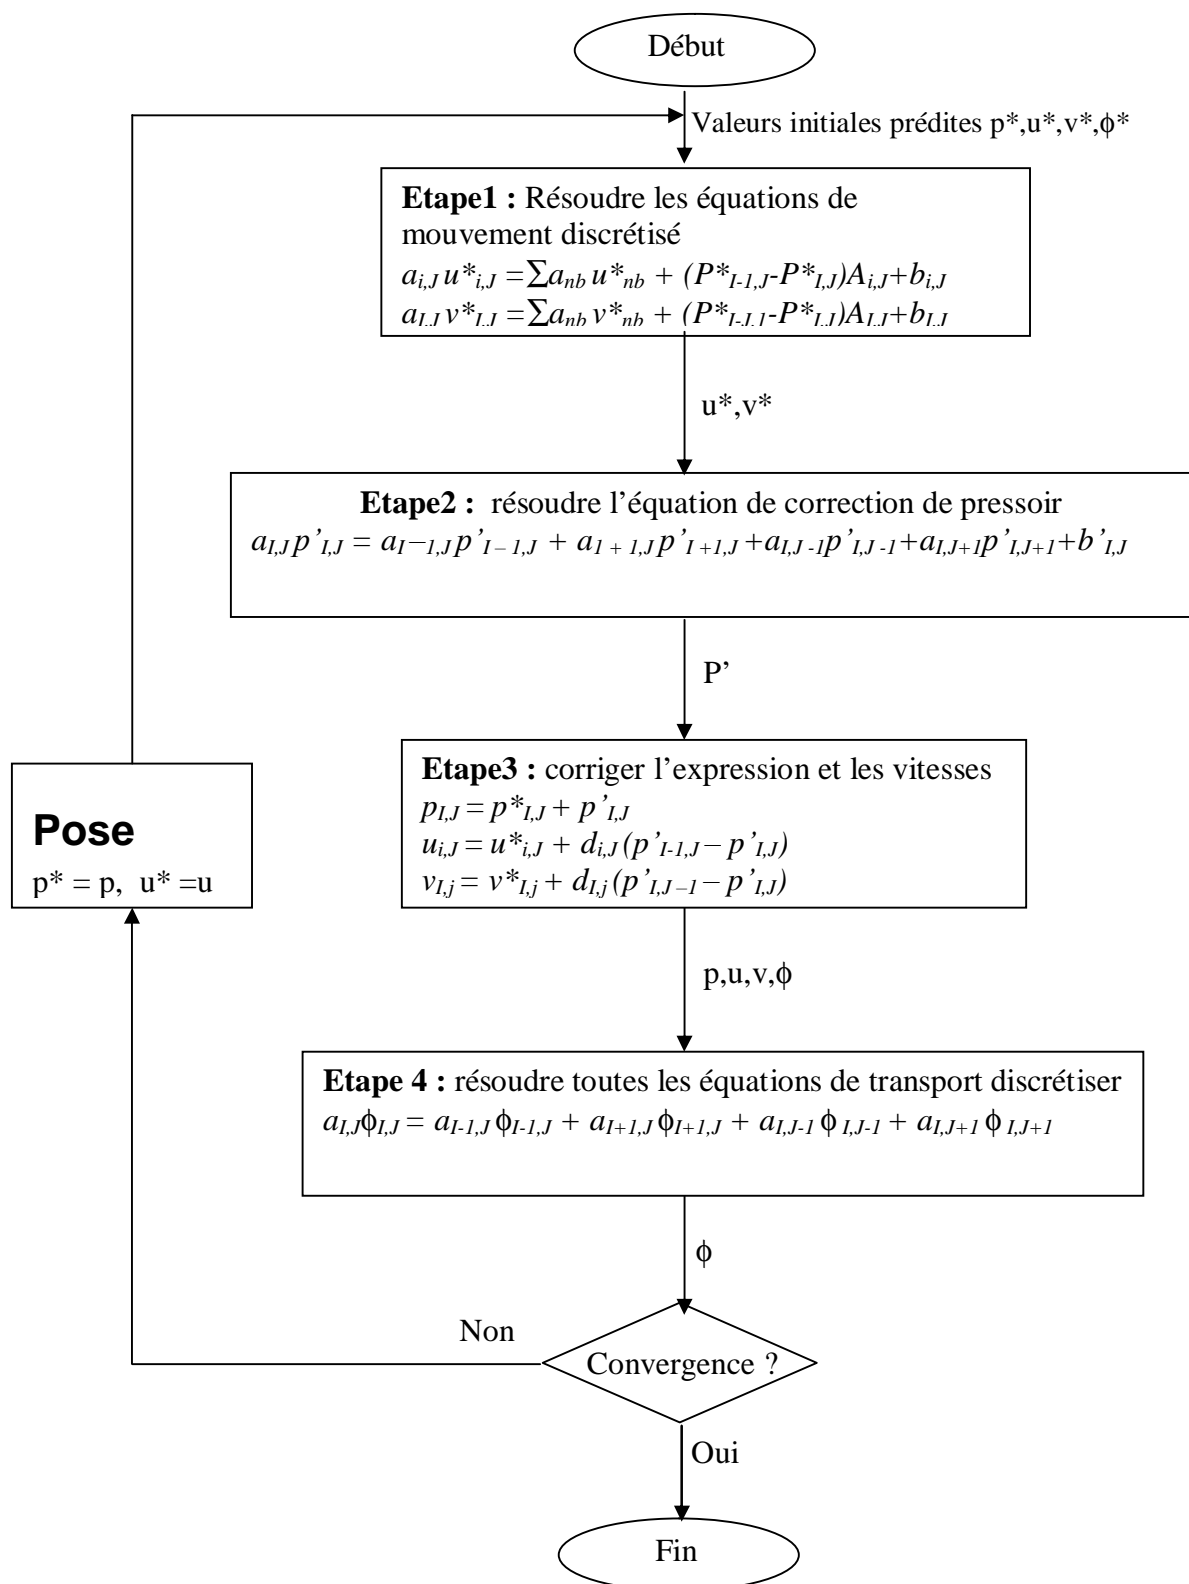 Début
Valeurs initiales prédites p*,u*,v*,ϕ*
Etape1 : Résoudre les équations de
mouvement discrétisé
a_{i,J} u*_{i,J} =∑a_{nb} u*_{nb} + (P*_{I-1,J}-P*_{I,J})A_{i,J}+b_{i,J}
a_{I,J} v*_{I,J} =∑a_{nb} v*_{nb} + (P*_{I-J,1}-P*_{I,J})A_{I,J}+b_{I,J}
u*,v*
Etape2 : résoudre l’équation de correction de pressoir
a_{I,J} p’_{I,J} = a_{I–1,J} p’_{I–1,J} + a_{1+1,J} p’_{I+1,J}+a_{I,J-1}p’_{I,J-1}+a_{I,J+1}p’_{I,J+1}+b’_{I,J}
P’
Etape3 : corriger l’expression et les vitesses
p_{I,J} = p*_{I,J} + p’_{I,J}
u_{i,J} = u*_{i,J} + d_{i,J} (p’_{I-1,J} – p’_{I,J})
v_{I,j} = v*_{I,j} + d_{I,j} (p’_{I,J–1} – p’_{I,J})
Pose
p* = p, u* =u
p,u,v,ϕ
Etape 4 : résoudre toutes les équations de transport discrétiser
a_{I,J}ϕ_{I,J} = a_{I-1,J} ϕ_{I-1,J} + a_{I+1,J} ϕ_{I+1,J} + a_{I,J-1} ϕ_{I,J-1} + a_{I,J+1} ϕ_{I,J+1}
ϕ
Non
Convergence ?
Oui
Fin